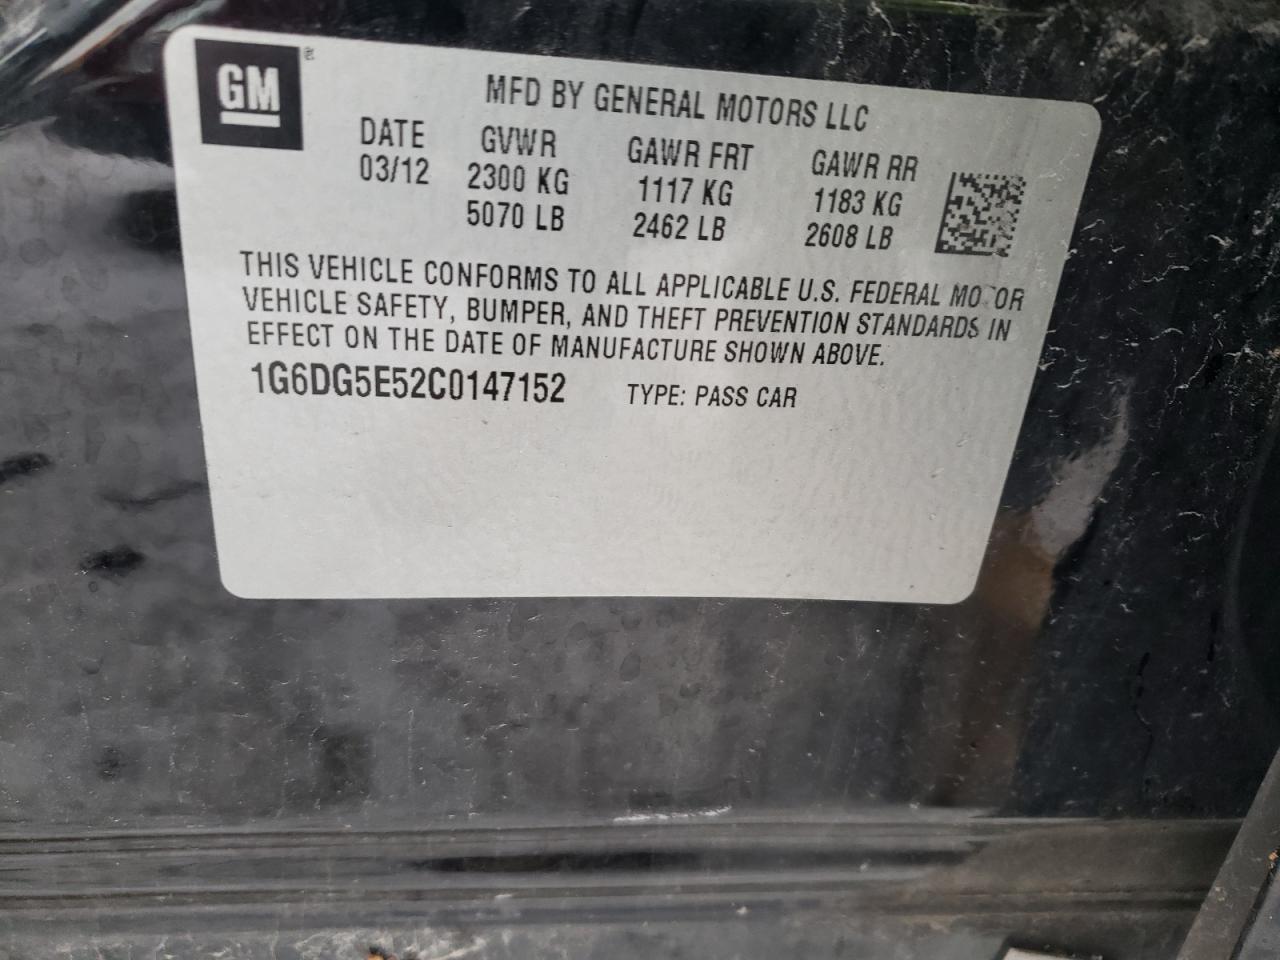 GM
MFD BY GENERAL MOTORS LLC
DATE GVWR GAWR FRT GAWR RR
03/12 2300 KG 1117 KG 1183 KG
5070 LB 2462 LB 2608 LB
THIS VEHICLE CONFORMS TO ALL APPLICABLE U.S. FEDERAL MOTOR
VEHICLE SAFETY, BUMPER, AND THEFT PREVENTION STANDARDS IN
EFFECT ON THE DATE OF MANUFACTURE SHOWN ABOVE.
1G6DG5E52C0147152 TYPE: PASS CAR